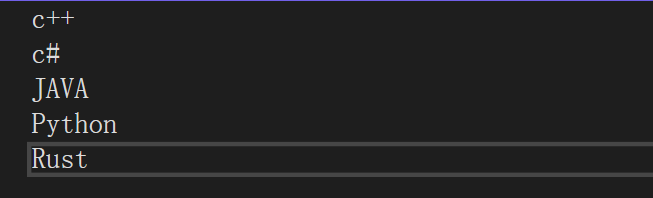 c++
c#
JAVA
Python
Rust